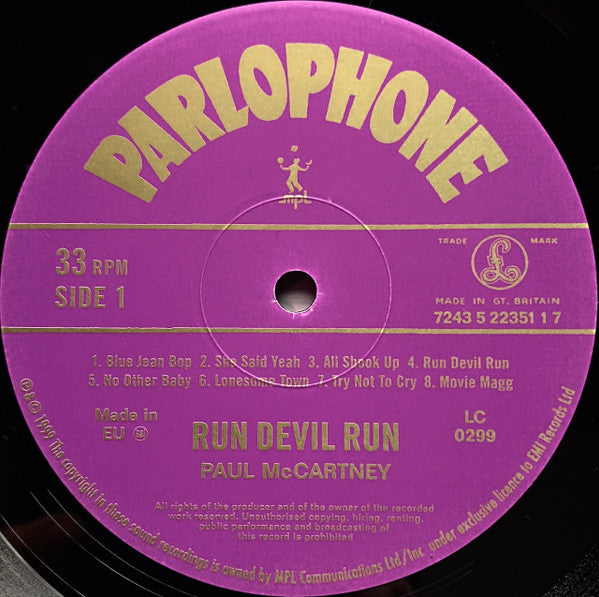 PARLOPHONE
mpl
33 RPM
SIDE 1
TRADE MARK
£
MADE IN GT. BRITAIN
7243 5 22351 1 7
1. Blue Jean Bop 2. She Said Yeah 3. All Shook Up 4. Run Devil Run
5. No Other Baby 6. Lonesome Town 7. Try Not To Cry 8. Movie Magg
Made in
EU
LC
0299
RUN DEVIL RUN
PAUL McCARTNEY
All rights of the producer and of the owner of the recorded
work reserved. Unauthorised copying, hiring, renting,
public performance and broadcasting of
this record is prohibited
℗© 1999 The copyright in these sound recordings is owned by MPL Communications Ltd/Inc under exclusive licence to EMI Records Ltd